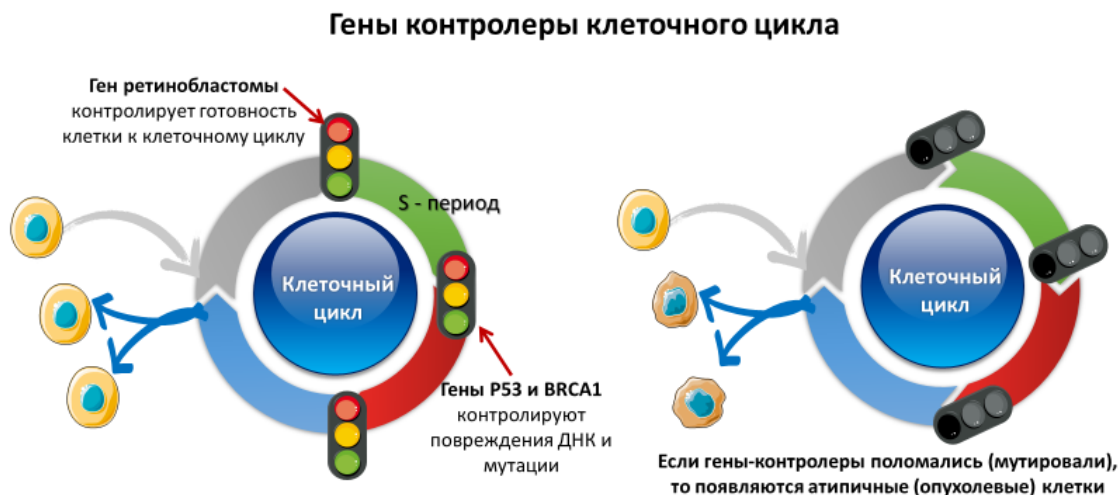 Гены контролеры клеточного цикла
Ген ретинобластомы
контролирует готовность
клетки к клеточному циклу
S - период
Клеточный
цикл
Гены P53 и BRCA1
контролируют
повреждения ДНК и
мутации
Клеточный
цикл
Если гены-контролеры поломались (мутировали),
то появляются атипичные (опухолевые) клетки